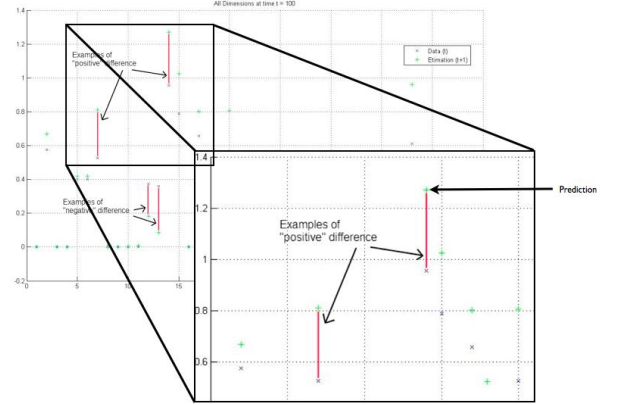 All Dimensions at time t = 100
1.4
1.2
1
0.8
0.6
0.4
0.2
0
-0.2
0
5
10
15
Examples of
"positive" difference
Examples of
"negative" difference
Data (t)
Etimation (t+1)
1.4
1.2
1
0.8
0.6
Examples of
"positive" difference
Prediction